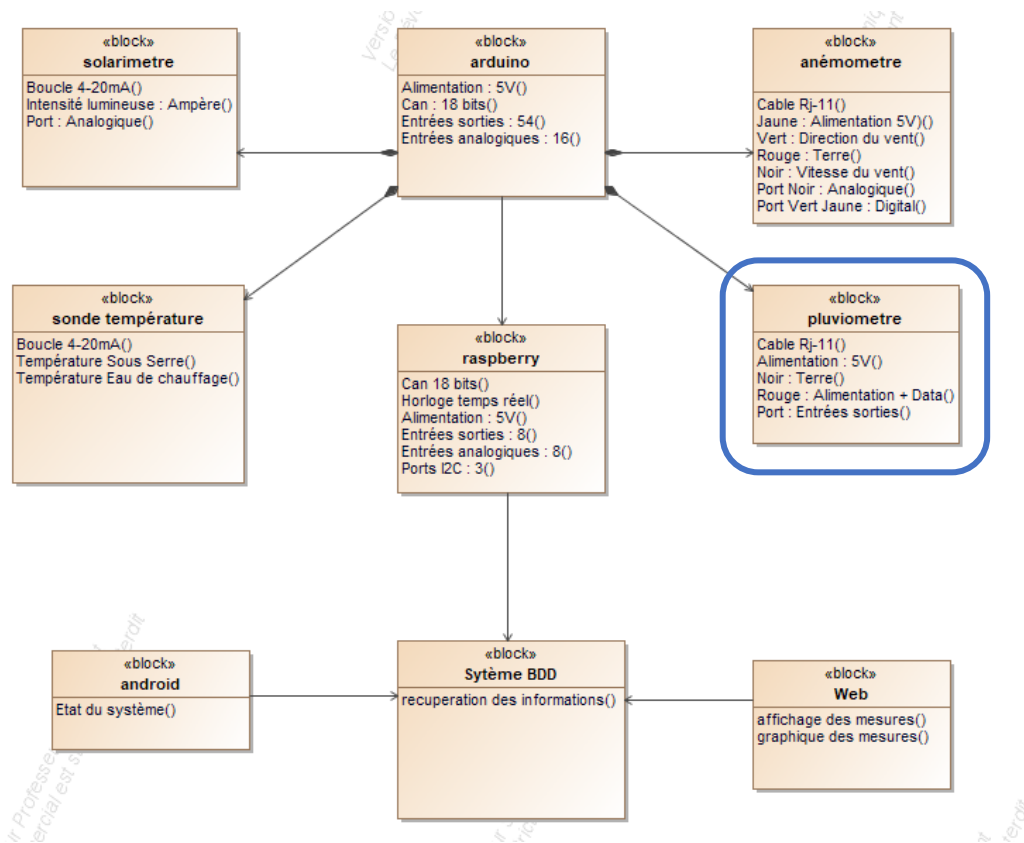 «block»
solarimetre
Boucle 4-20mA()
Intensité lumineuse : Ampère()
Port : Analogique()
«block»
arduino
Alimentation : 5V()
Can : 18 bits()
Entrées sorties : 54()
Entrées analogiques : 16()
«block»
anémometre
Cable Rj-11()
Jaune : Alimentation 5V)()
Vert : Direction du vent()
Rouge : Terre()
Noir : Vitesse du vent()
Port Noir : Analogique()
Port Vert Jaune : Digital()
«block»
sonde température
Boucle 4-20mA()
Température Sous Serre()
Température Eau de chauffage()
«block»
raspberry
Can 18 bits()
Horloge temps réel()
Alimentation : 5V()
Entrées sorties : 8()
Entrées analogiques : 8()
Ports I2C : 3()
«block»
pluviometre
Cable Rj-11()
Alimentation : 5V()
Noir : Terre()
Rouge : Alimentation + Data()
Port : Entrées sorties()
«block»
android
Etat du système()
«block»
Sytème BDD
recuperation des informations()
«block»
Web
affichage des mesures()
graphique des mesures()